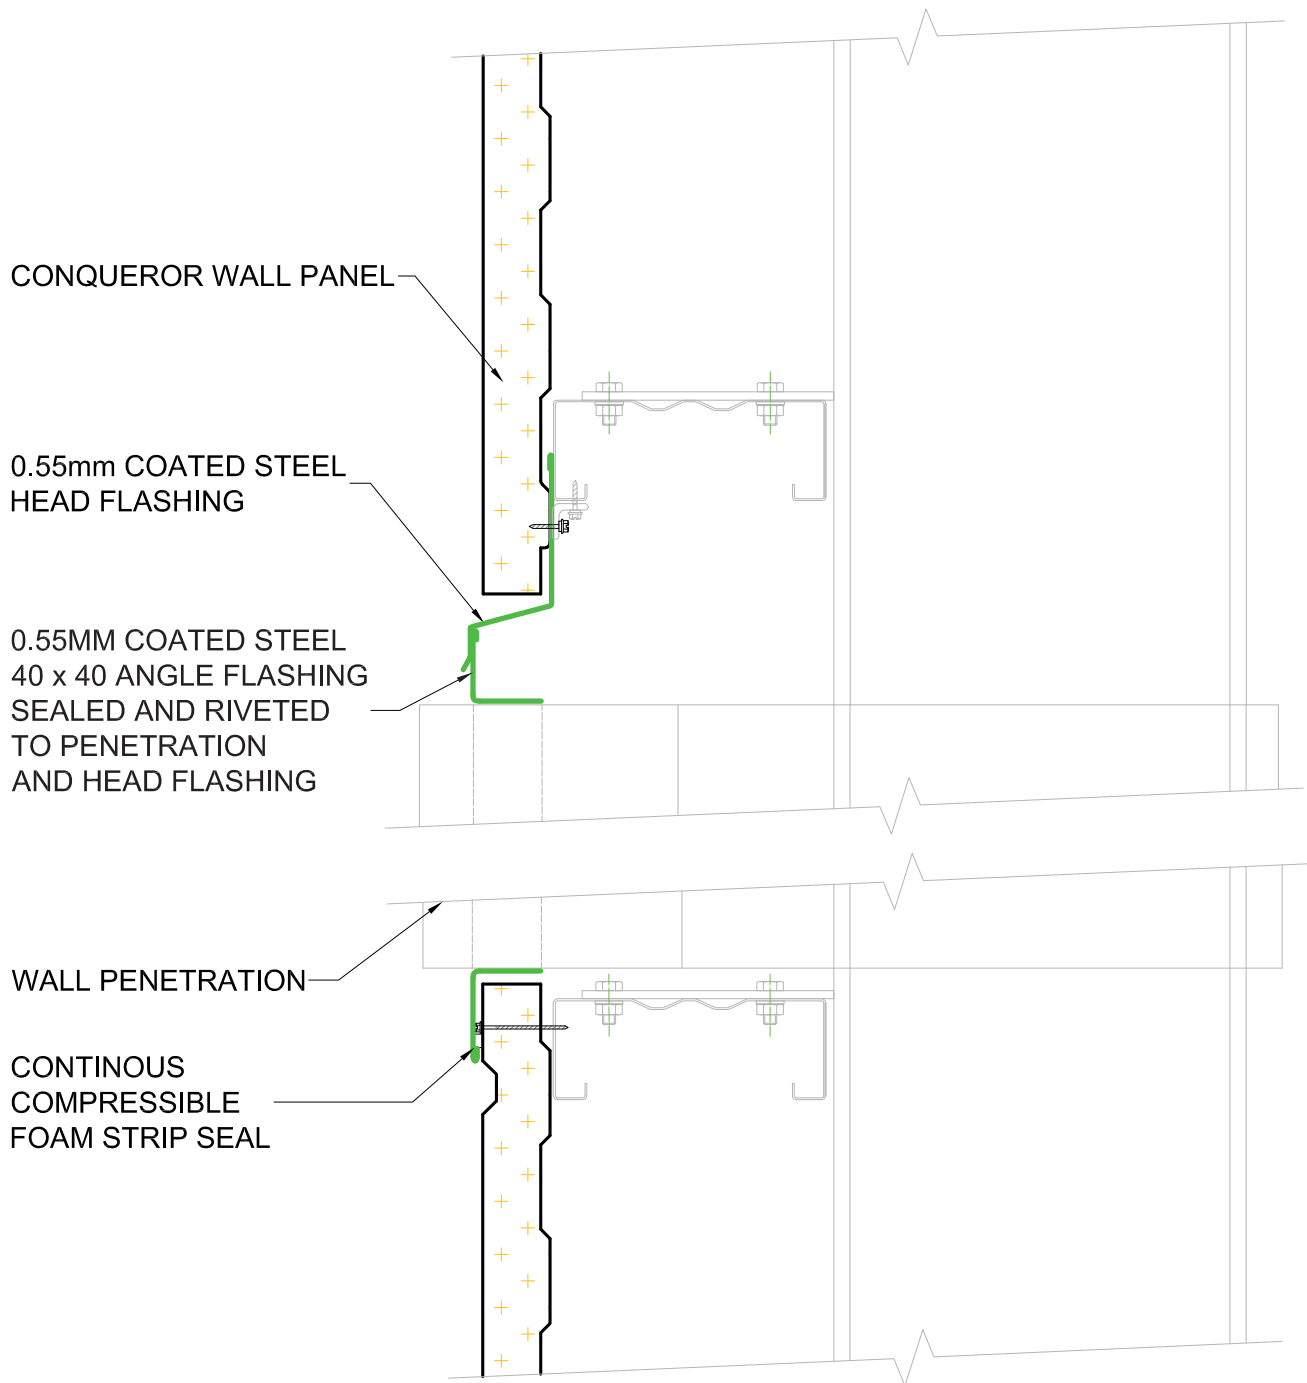 CONQUEROR WALL PANEL
0.55mm COATED STEEL
HEAD FLASHING
0.55MM COATED STEEL
40 x 40 ANGLE FLASHING
SEALED AND RIVETED
TO PENETRATION
AND HEAD FLASHING
WALL PENETRATION
CONTINOUS
COMPRESSIBLE
FOAM STRIP SEAL